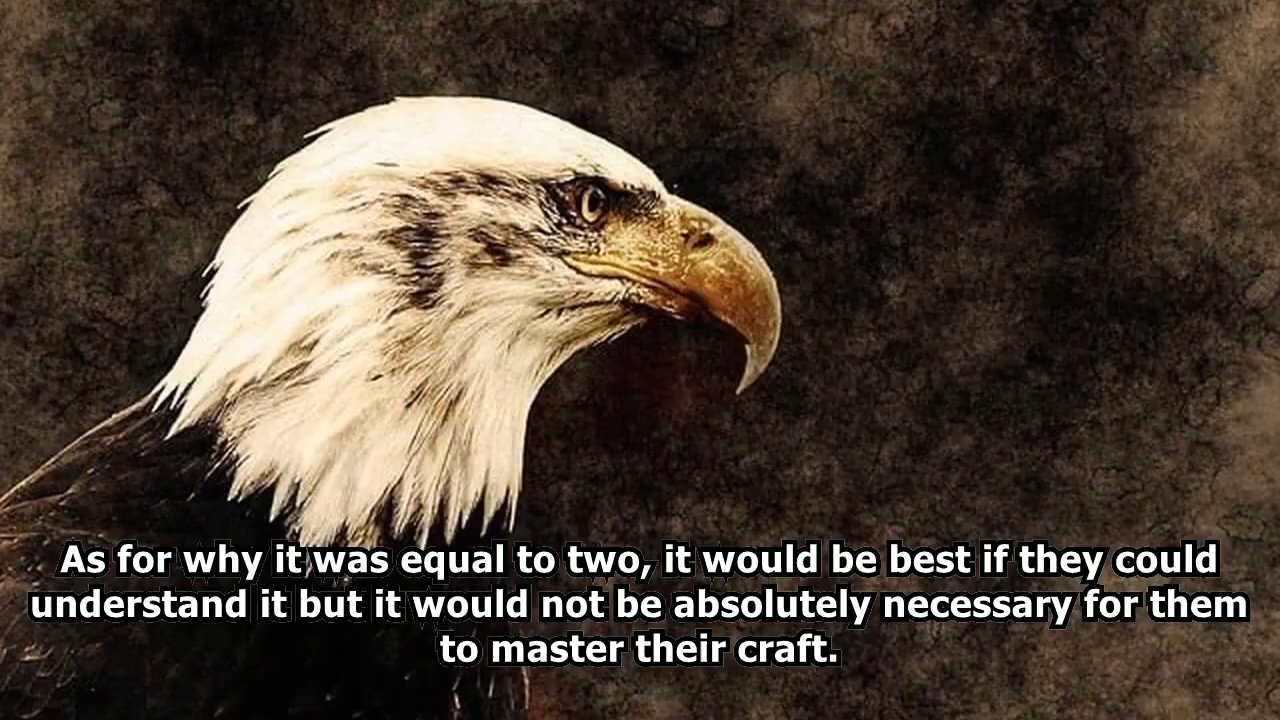 As for why it was equal to two, it would be best if they could
understand it but it would not be absolutely necessary for them
to master their craft.